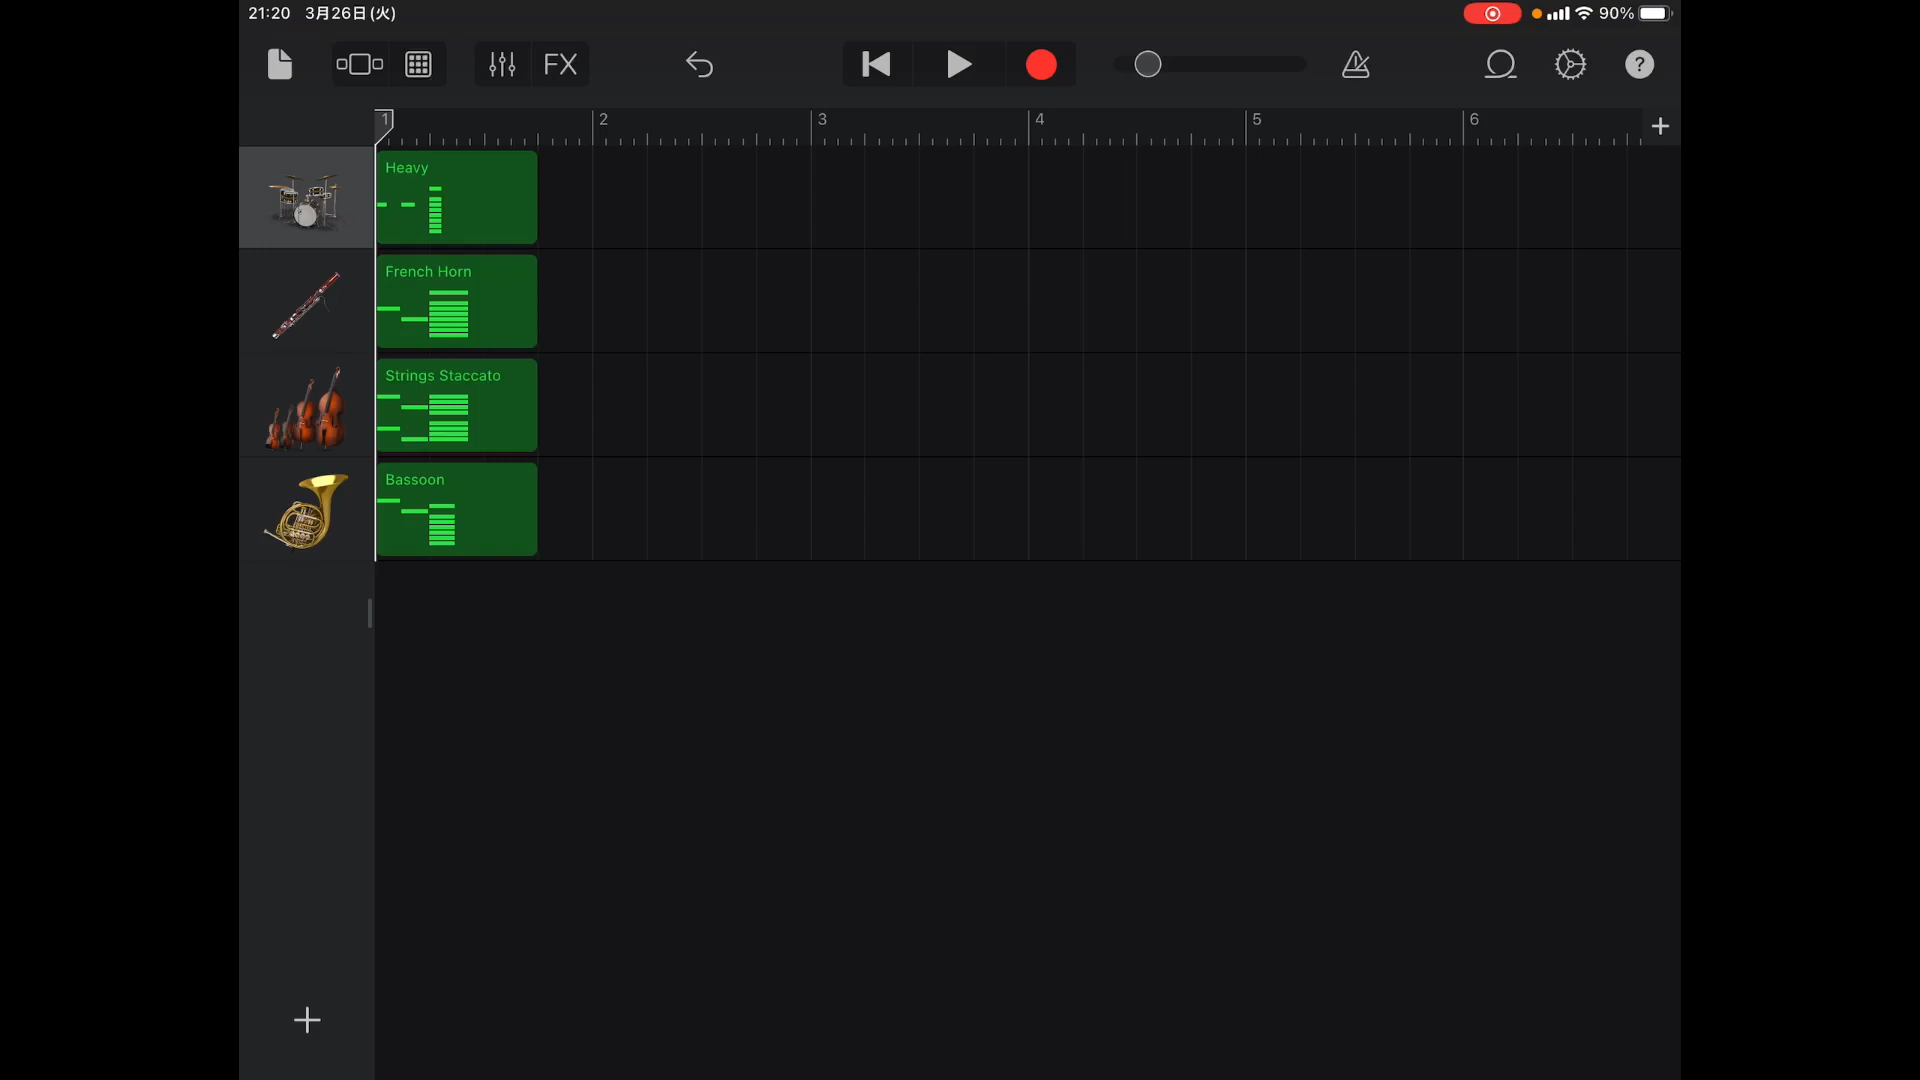 21:20 3月26日(火)
90%
FX
?
1 2 3 4 5 6
Heavy
French Horn
Strings Staccato
Bassoon